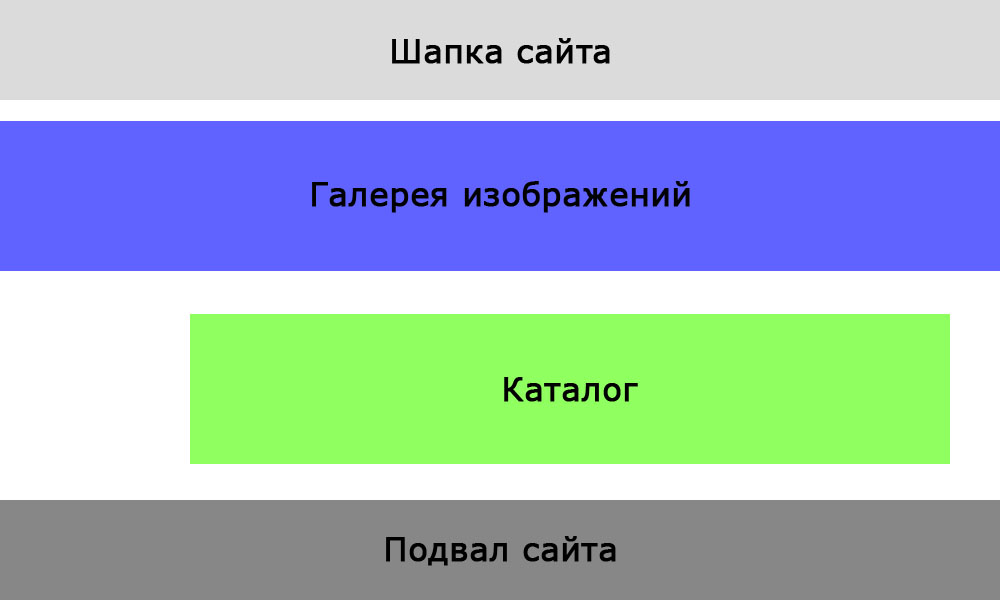 Шапка сайта
Галерея изображений
Каталог
Подвал сайта